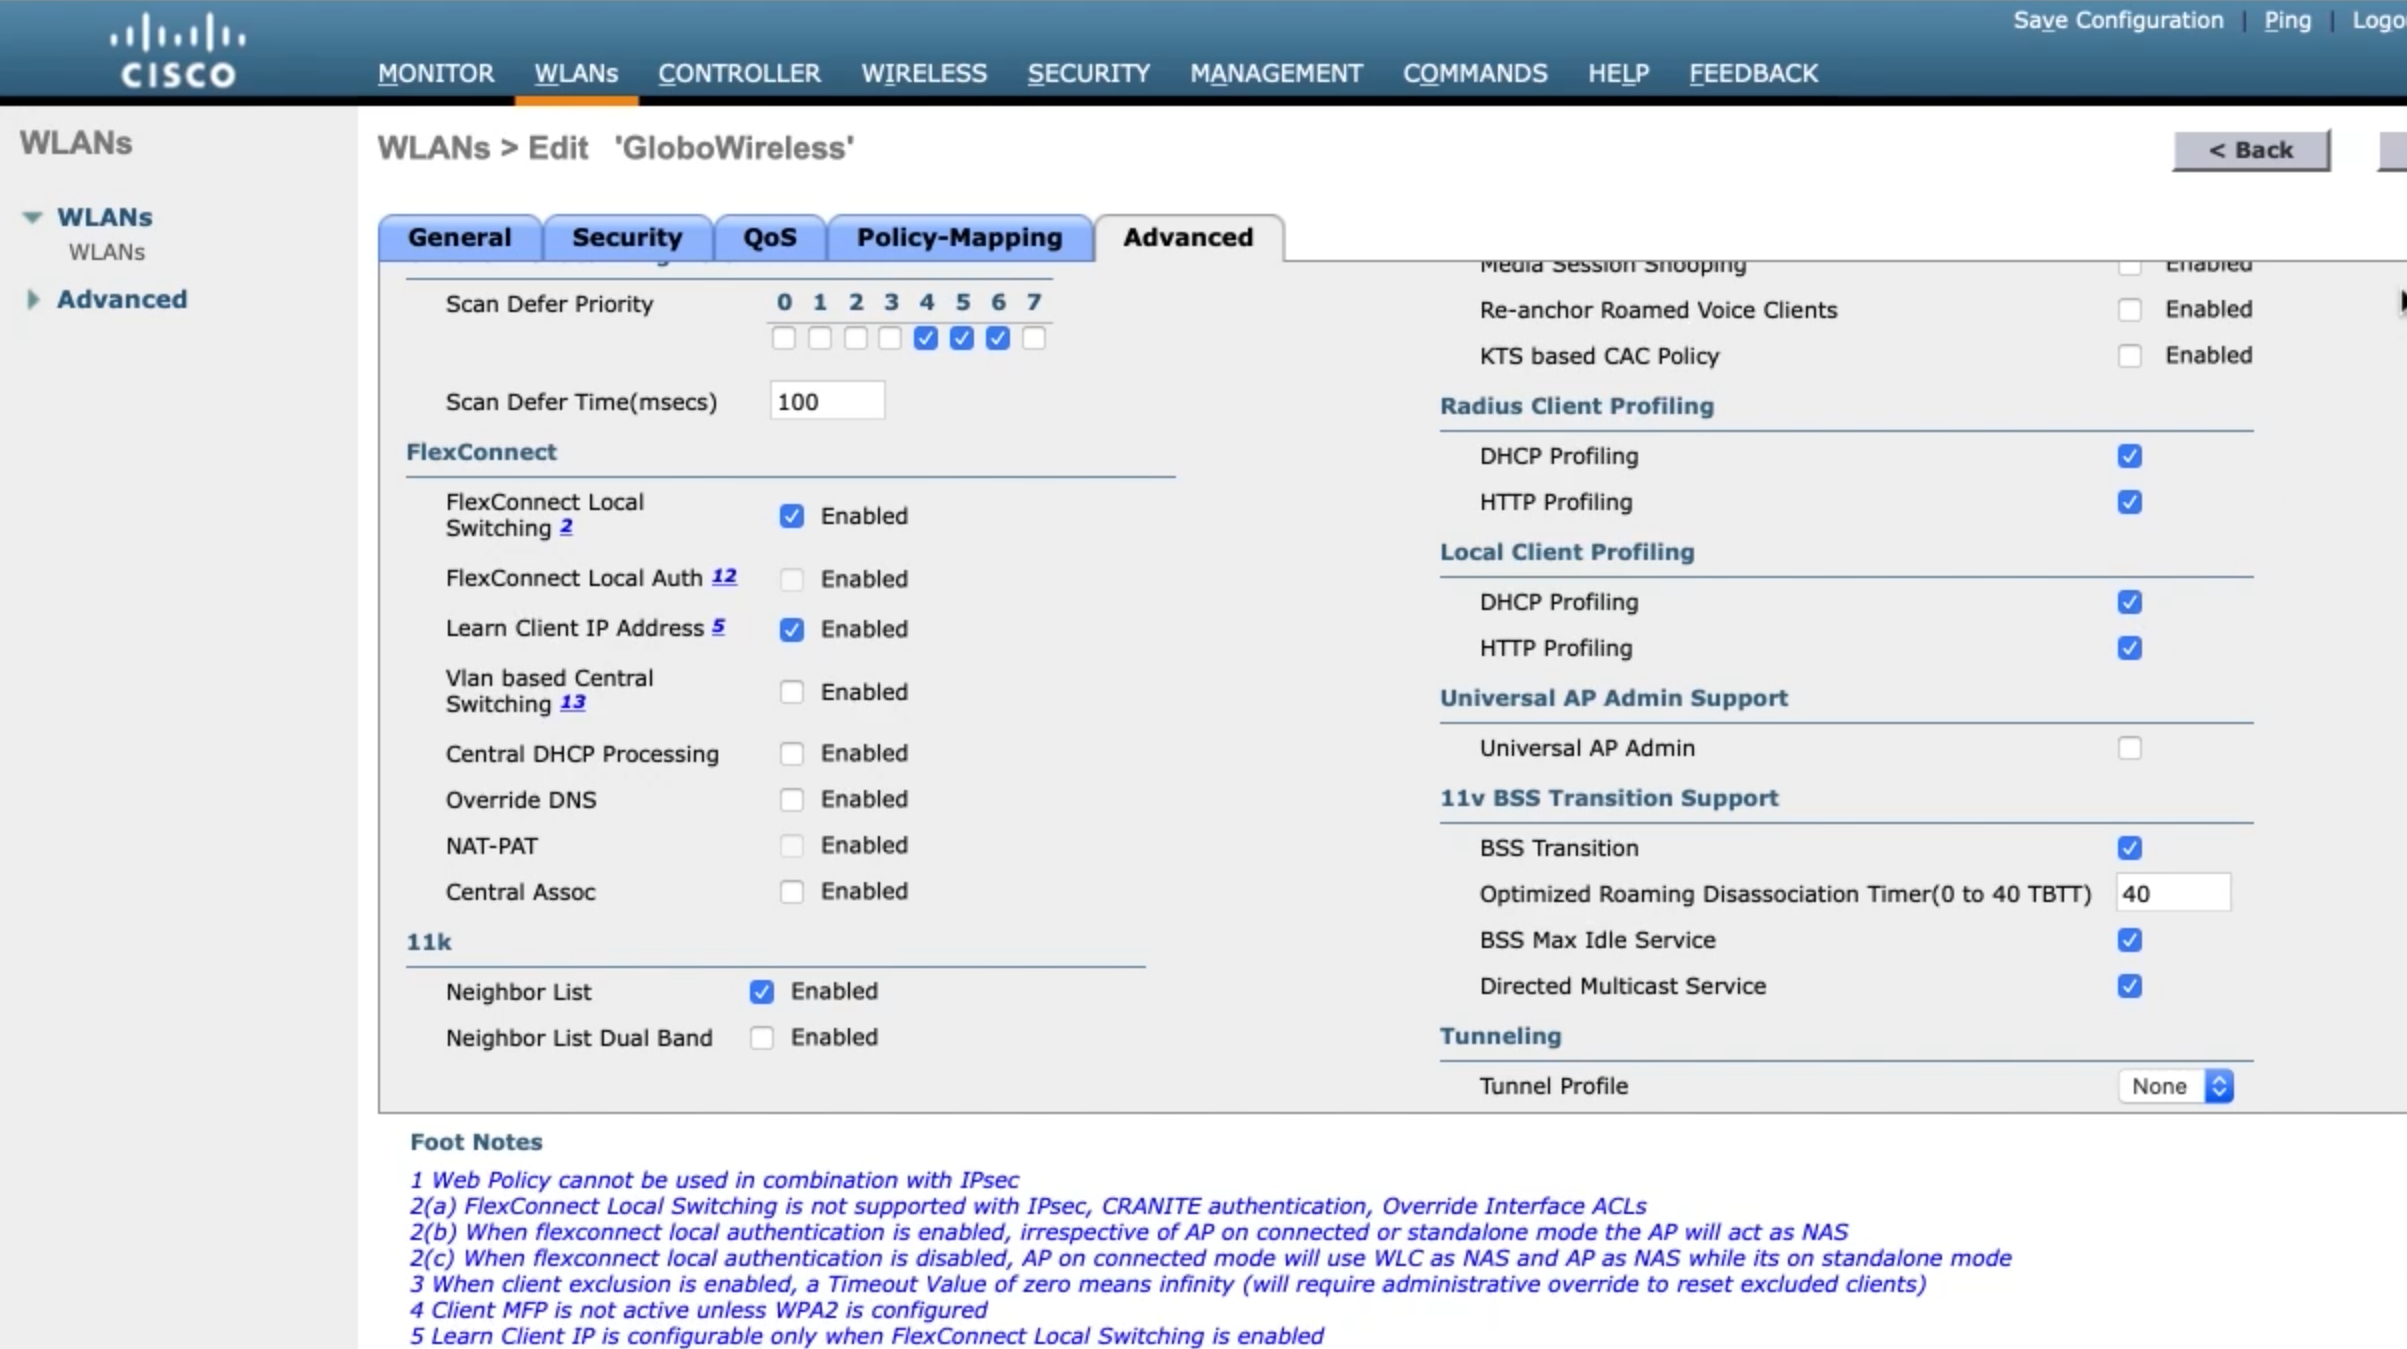 Save Configuration | Ping | Logo
CISCO
MONITOR WLANs CONTROLLER WIRELESS SECURITY MANAGEMENT COMMANDS HELP FEEDBACK
WLANs
WLANs
WLANs
Advanced
WLANs > Edit 'GloboWireless'
< Back
General Security QoS Policy-Mapping Advanced
Scan Defer Priority 0 1 2 3 4 5 6 7
Scan Defer Time(msecs) 100
FlexConnect
FlexConnect Local
Switching 2 Enabled
FlexConnect Local Auth 12 Enabled
Learn Client IP Address 5 Enabled
Vlan based Central
Switching 13 Enabled
Central DHCP Processing Enabled
Override DNS Enabled
NAT-PAT Enabled
Central Assoc Enabled
11k
Neighbor List Enabled
Neighbor List Dual Band Enabled
Media Session Snooping Enabled
Re-anchor Roamed Voice Clients Enabled
KTS based CAC Policy Enabled
Radius Client Profiling
DHCP Profiling
HTTP Profiling
Local Client Profiling
DHCP Profiling
HTTP Profiling
Universal AP Admin Support
Universal AP Admin
11v BSS Transition Support
BSS Transition
Optimized Roaming Disassociation Timer(0 to 40 TBTT) 40
BSS Max Idle Service
Directed Multicast Service
Tunneling
Tunnel Profile None
Foot Notes
1 Web Policy cannot be used in combination with IPsec
2(a) FlexConnect Local Switching is not supported with IPsec, CRANITE authentication, Override Interface ACLs
2(b) When flexconnect local authentication is enabled, irrespective of AP on connected or standalone mode the AP will act as NAS
2(c) When flexconnect local authentication is disabled, AP on connected mode will use WLC as NAS and AP as NAS while its on standalone mode
3 When client exclusion is enabled, a Timeout Value of zero means infinity (will require administrative override to reset excluded clients)
4 Client MFP is not active unless WPA2 is configured
5 Learn Client IP is configurable only when FlexConnect Local Switching is enabled